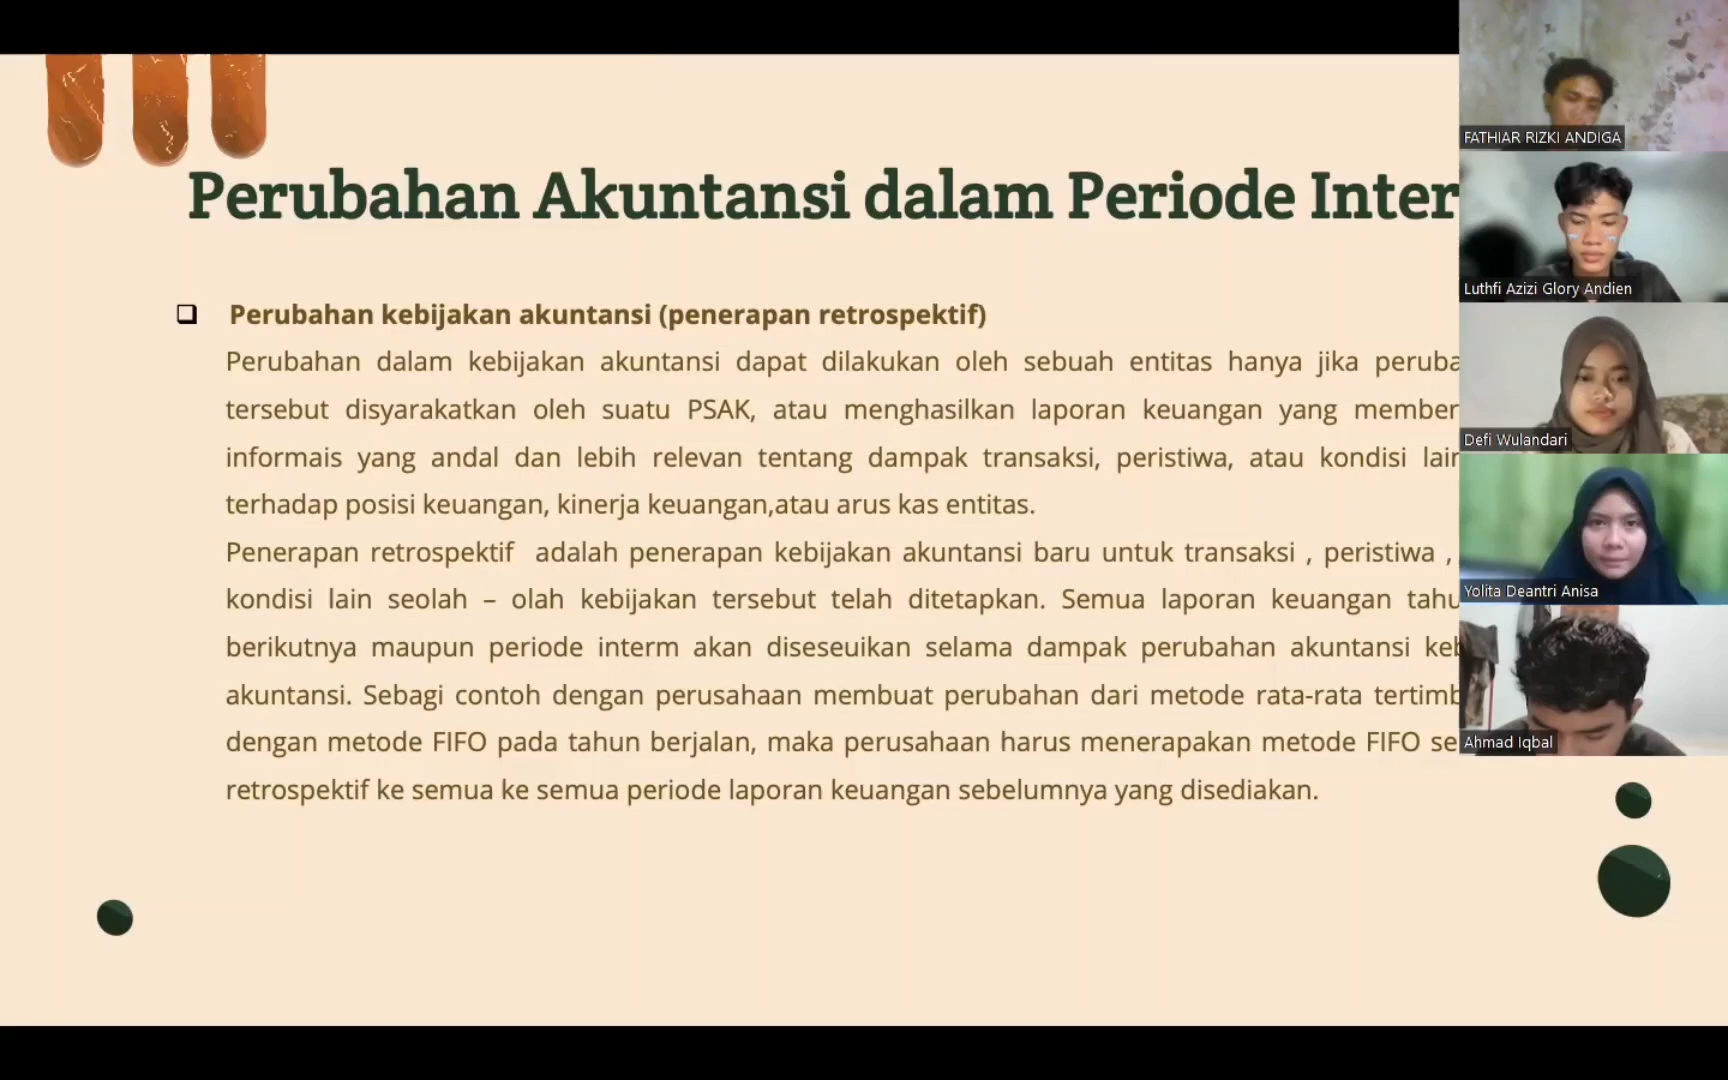 Perubahan Akuntansi dalam Periode Inter
Perubahan kebijakan akuntansi (penerapan retrospektif)
Perubahan dalam kebijakan akuntansi dapat dilakukan oleh sebuah entitas hanya jika peruba
tersebut disyarakatkan oleh suatu PSAK, atau menghasilkan laporan keuangan yang member
informais yang andal dan lebih relevan tentang dampak transaksi, peristiwa, atau kondisi lain
terhadap posisi keuangan, kinerja keuangan,atau arus kas entitas.
Penerapan retrospektif adalah penerapan kebijakan akuntansi baru untuk transaksi , peristiwa ,
kondisi lain seolah – olah kebijakan tersebut telah ditetapkan. Semua laporan keuangan tahu
berikutnya maupun periode interm akan diseseuikan selama dampak perubahan akuntansi keb
akuntansi. Sebagi contoh dengan perusahaan membuat perubahan dari metode rata-rata tertimb
dengan metode FIFO pada tahun berjalan, maka perusahaan harus menerapakan metode FIFO se
retrospektif ke semua ke semua periode laporan keuangan sebelumnya yang disediakan.
FATHIAR RIZKI ANDIGA
Luthfi Azizi Glory Andien
Defi Wulandari
Yolita Deantri Anisa
Ahmad Iqbal